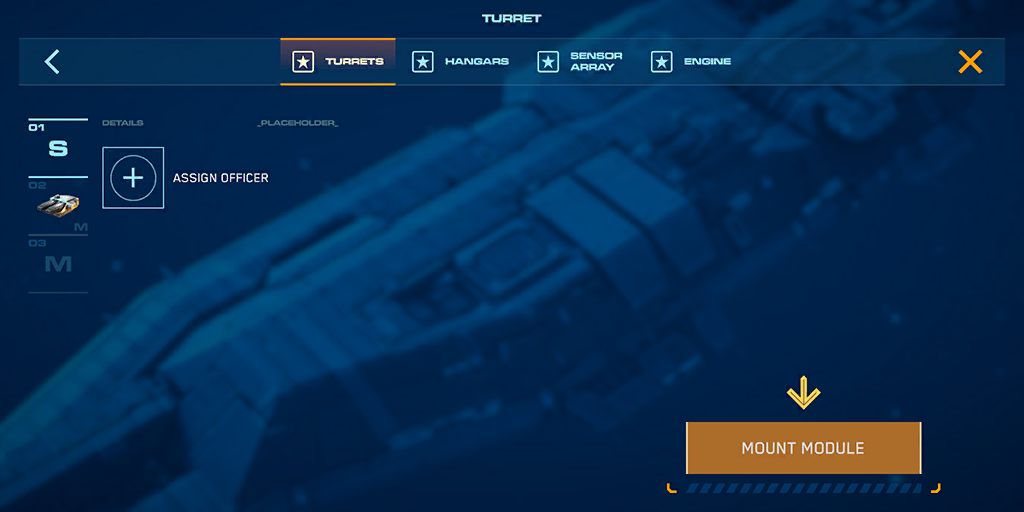 TURRET
TURRETS
HANGARS
SENSOR
ARRAY
ENGINE
01
S
DETAILS
_PLACEHOLDER_
ASSIGN OFFICER
02
M
03
M
MOUNT MODULE